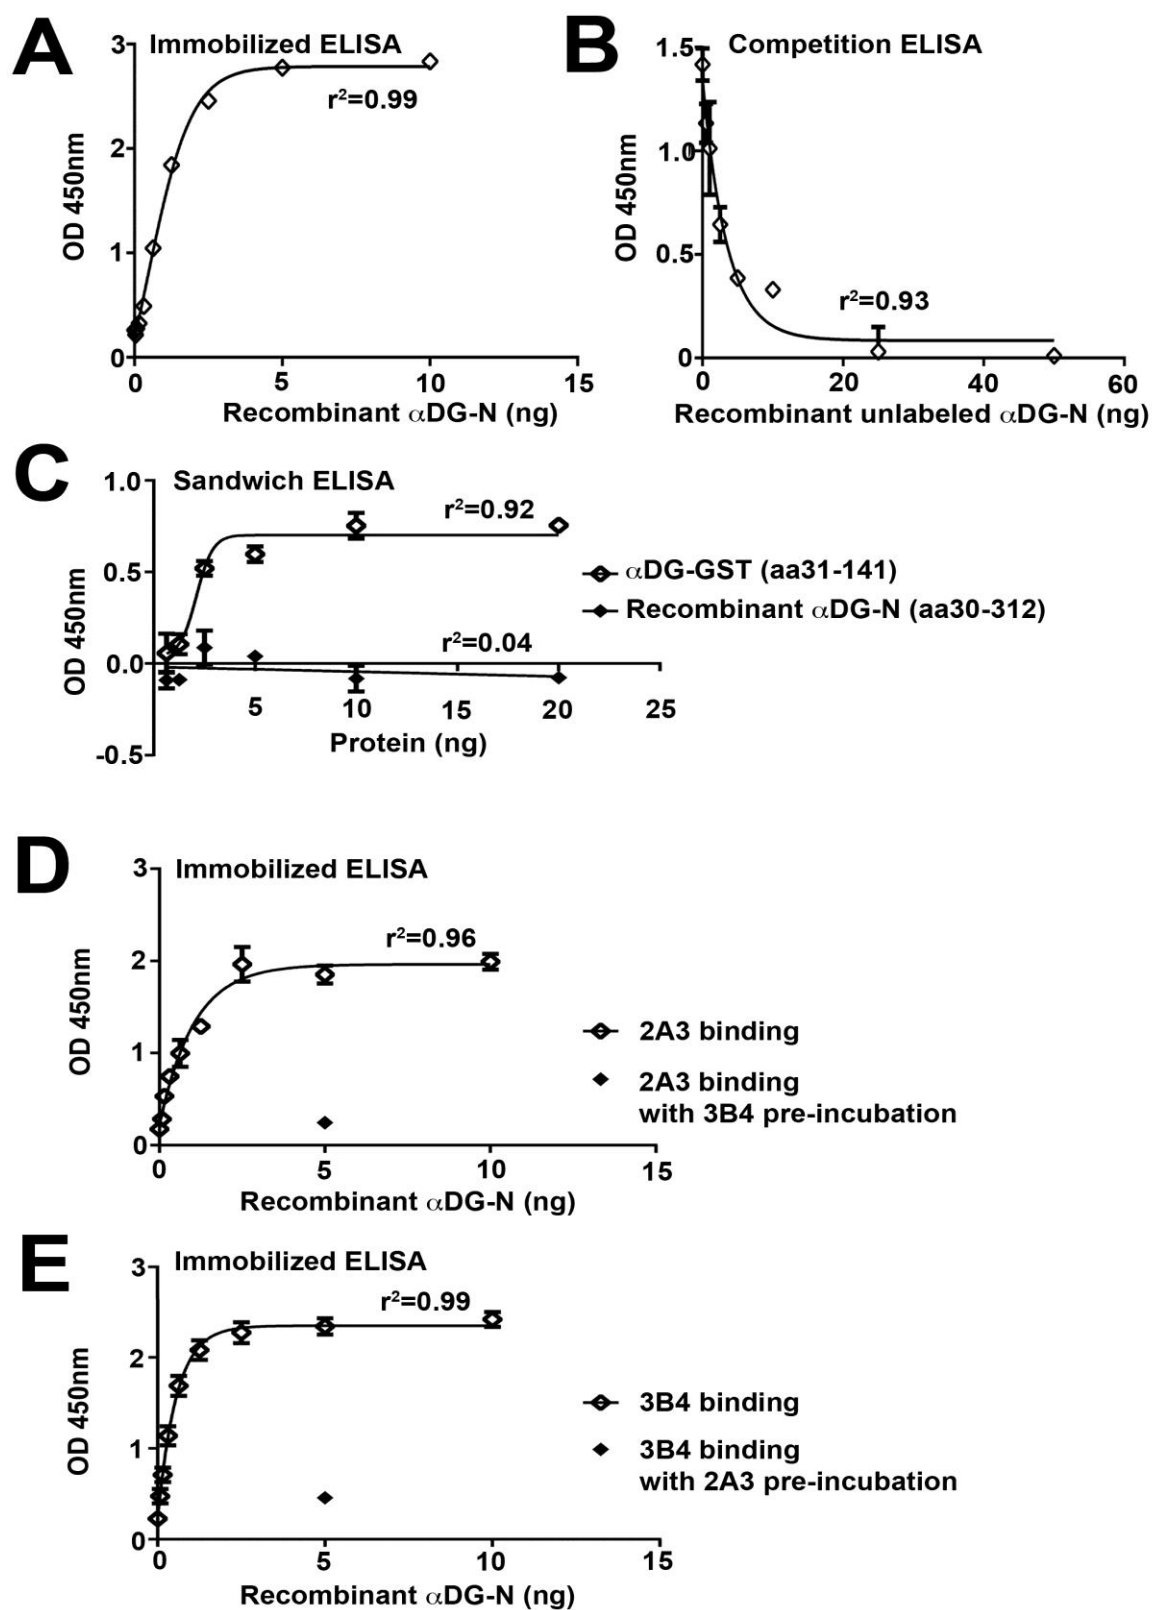 A
Immobilized ELISA
3
2
1
0
OD 450nm
r²=0.99
0 5 10 15
Recombinant αDG-N (ng)
B
Competition ELISA
1.5
1.0
0.5
0
OD 450nm
r²=0.93
0 20 40 60
Recombinant unlabeled αDG-N (ng)
C
Sandwich ELISA
1.0
0.5
0.0
-0.5
OD 450nm
r²=0.92
r²=0.04
5 10 15 20 25
Protein (ng)
αDG-GST (aa31-141)
Recombinant αDG-N (aa30-312)
D
Immobilized ELISA
3
2
1
0
OD 450nm
r²=0.96
0 5 10 15
Recombinant αDG-N (ng)
2A3 binding
2A3 binding
with 3B4 pre-incubation
E
Immobilized ELISA
3
2
1
0
OD 450nm
r²=0.99
0 5 10 15
Recombinant αDG-N (ng)
3B4 binding
3B4 binding
with 2A3 pre-incubation